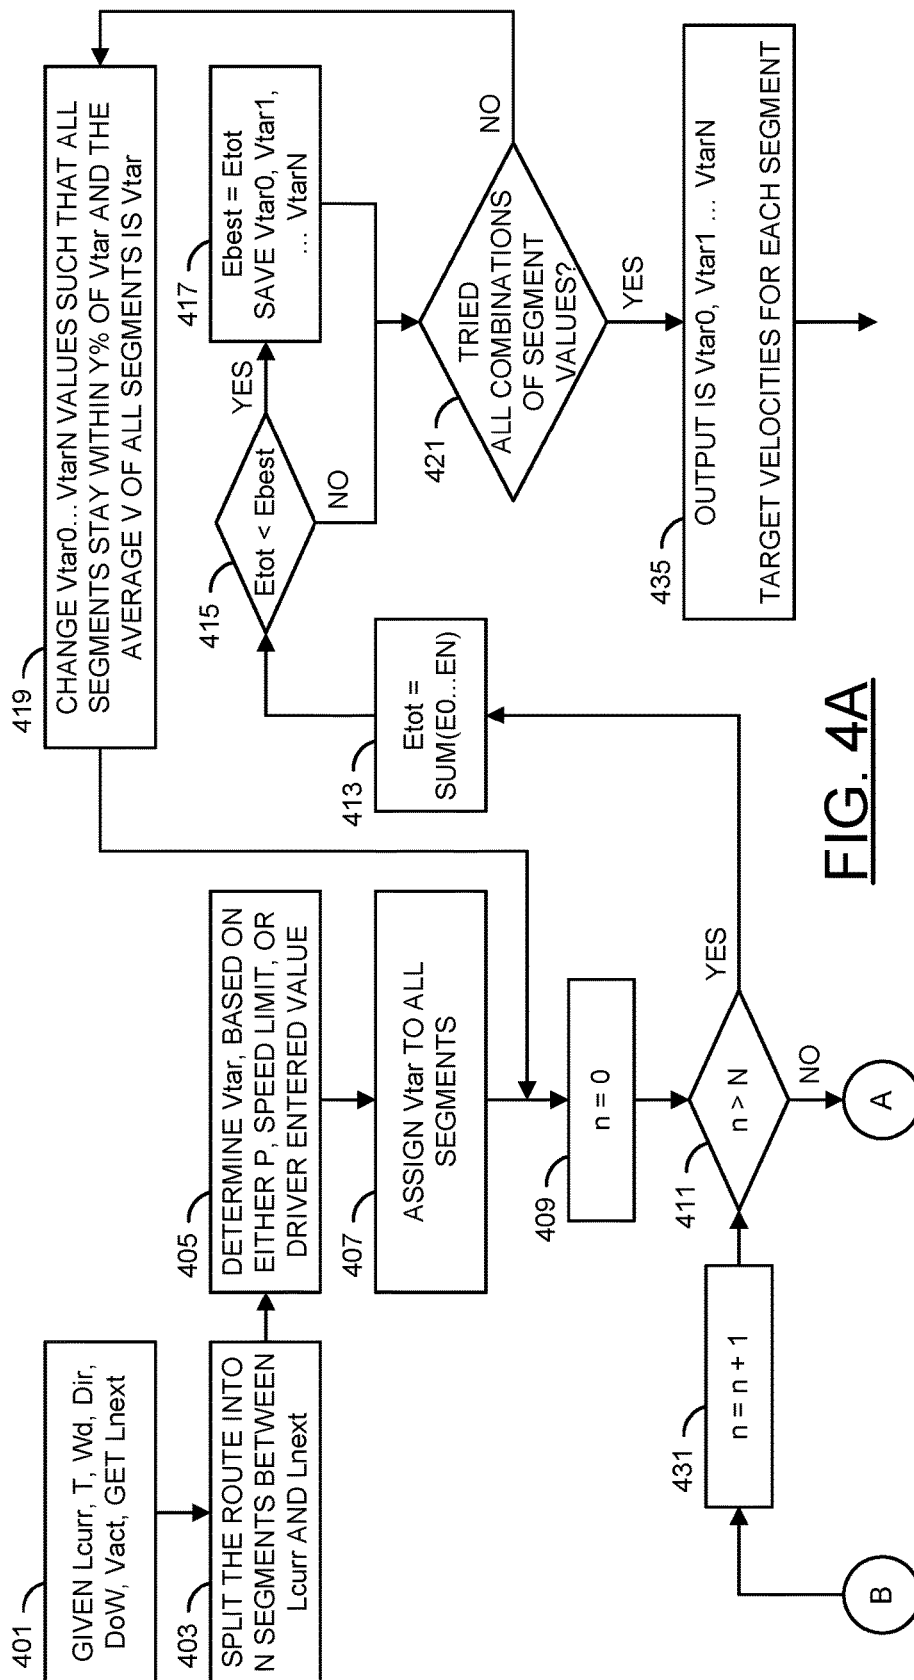 401
GIVEN Lcurr, T, Wd, Dir,
DoW, Vact, GET Lnext
403
SPLIT THE ROUTE INTO
N SEGMENTS BETWEEN
Lcurr AND Lnext
405
DETERMINE Vtar, BASED ON
EITHER P, SPEED LIMIT, OR
DRIVER ENTERED VALUE
407
ASSIGN Vtar TO ALL
SEGMENTS
409
n = 0
411
n > N
YES
NO
A
B
431
n = n + 1
413
Etot =
SUM(E0...EN)
415
Etot < Ebest
YES
NO
417
Ebest = Etot
SAVE Vtar0, Vtar1,
... VtarN
419
CHANGE Vtar0... VtarN VALUES SUCH THAT ALL
SEGMENTS STAY WITHIN Y% OF Vtar AND THE
AVERAGE V OF ALL SEGMENTS IS Vtar
421
TRIED
ALL COMBINATIONS
OF SEGMENT
VALUES?
NO
YES
435
OUTPUT IS Vtar0, Vtar1 ... VtarN
TARGET VELOCITIES FOR EACH SEGMENT
FIG. 4A